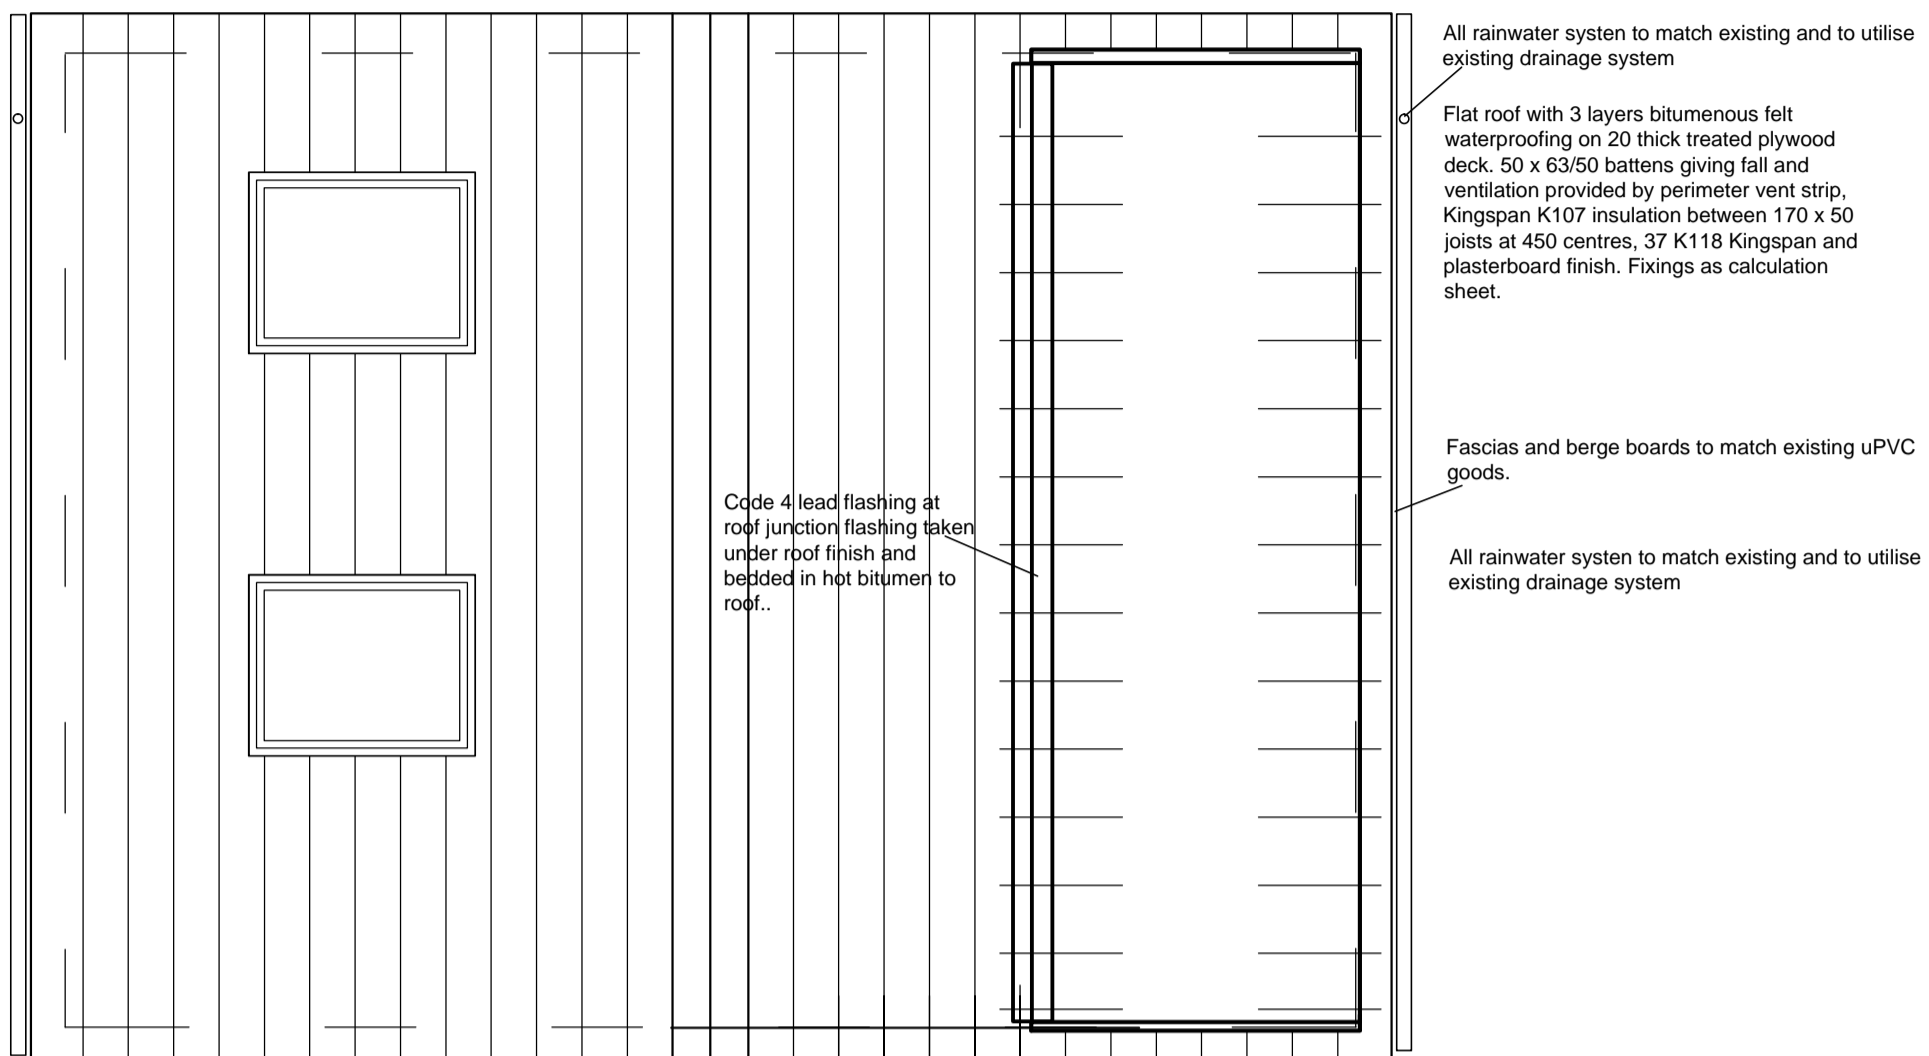 All rainwater systen to match existing and to utilise
existing drainage system
Flat roof with 3 layers bitumenous felt
waterproofing on 20 thick treated plywood
deck. 50 x 63/50 battens giving fall and
ventilation provided by perimeter vent strip,
Kingspan K107 insulation between 170 x 50
joists at 450 centres, 37 K118 Kingspan and
plasterboard finish. Fixings as calculation
sheet.
Fascias and berge boards to match existing uPVC
goods.
Code 4 lead flashing at
roof junction flashing taken
under roof finish and
bedded in hot bitumen to
roof..
All rainwater systen to match existing and to utilise
existing drainage system